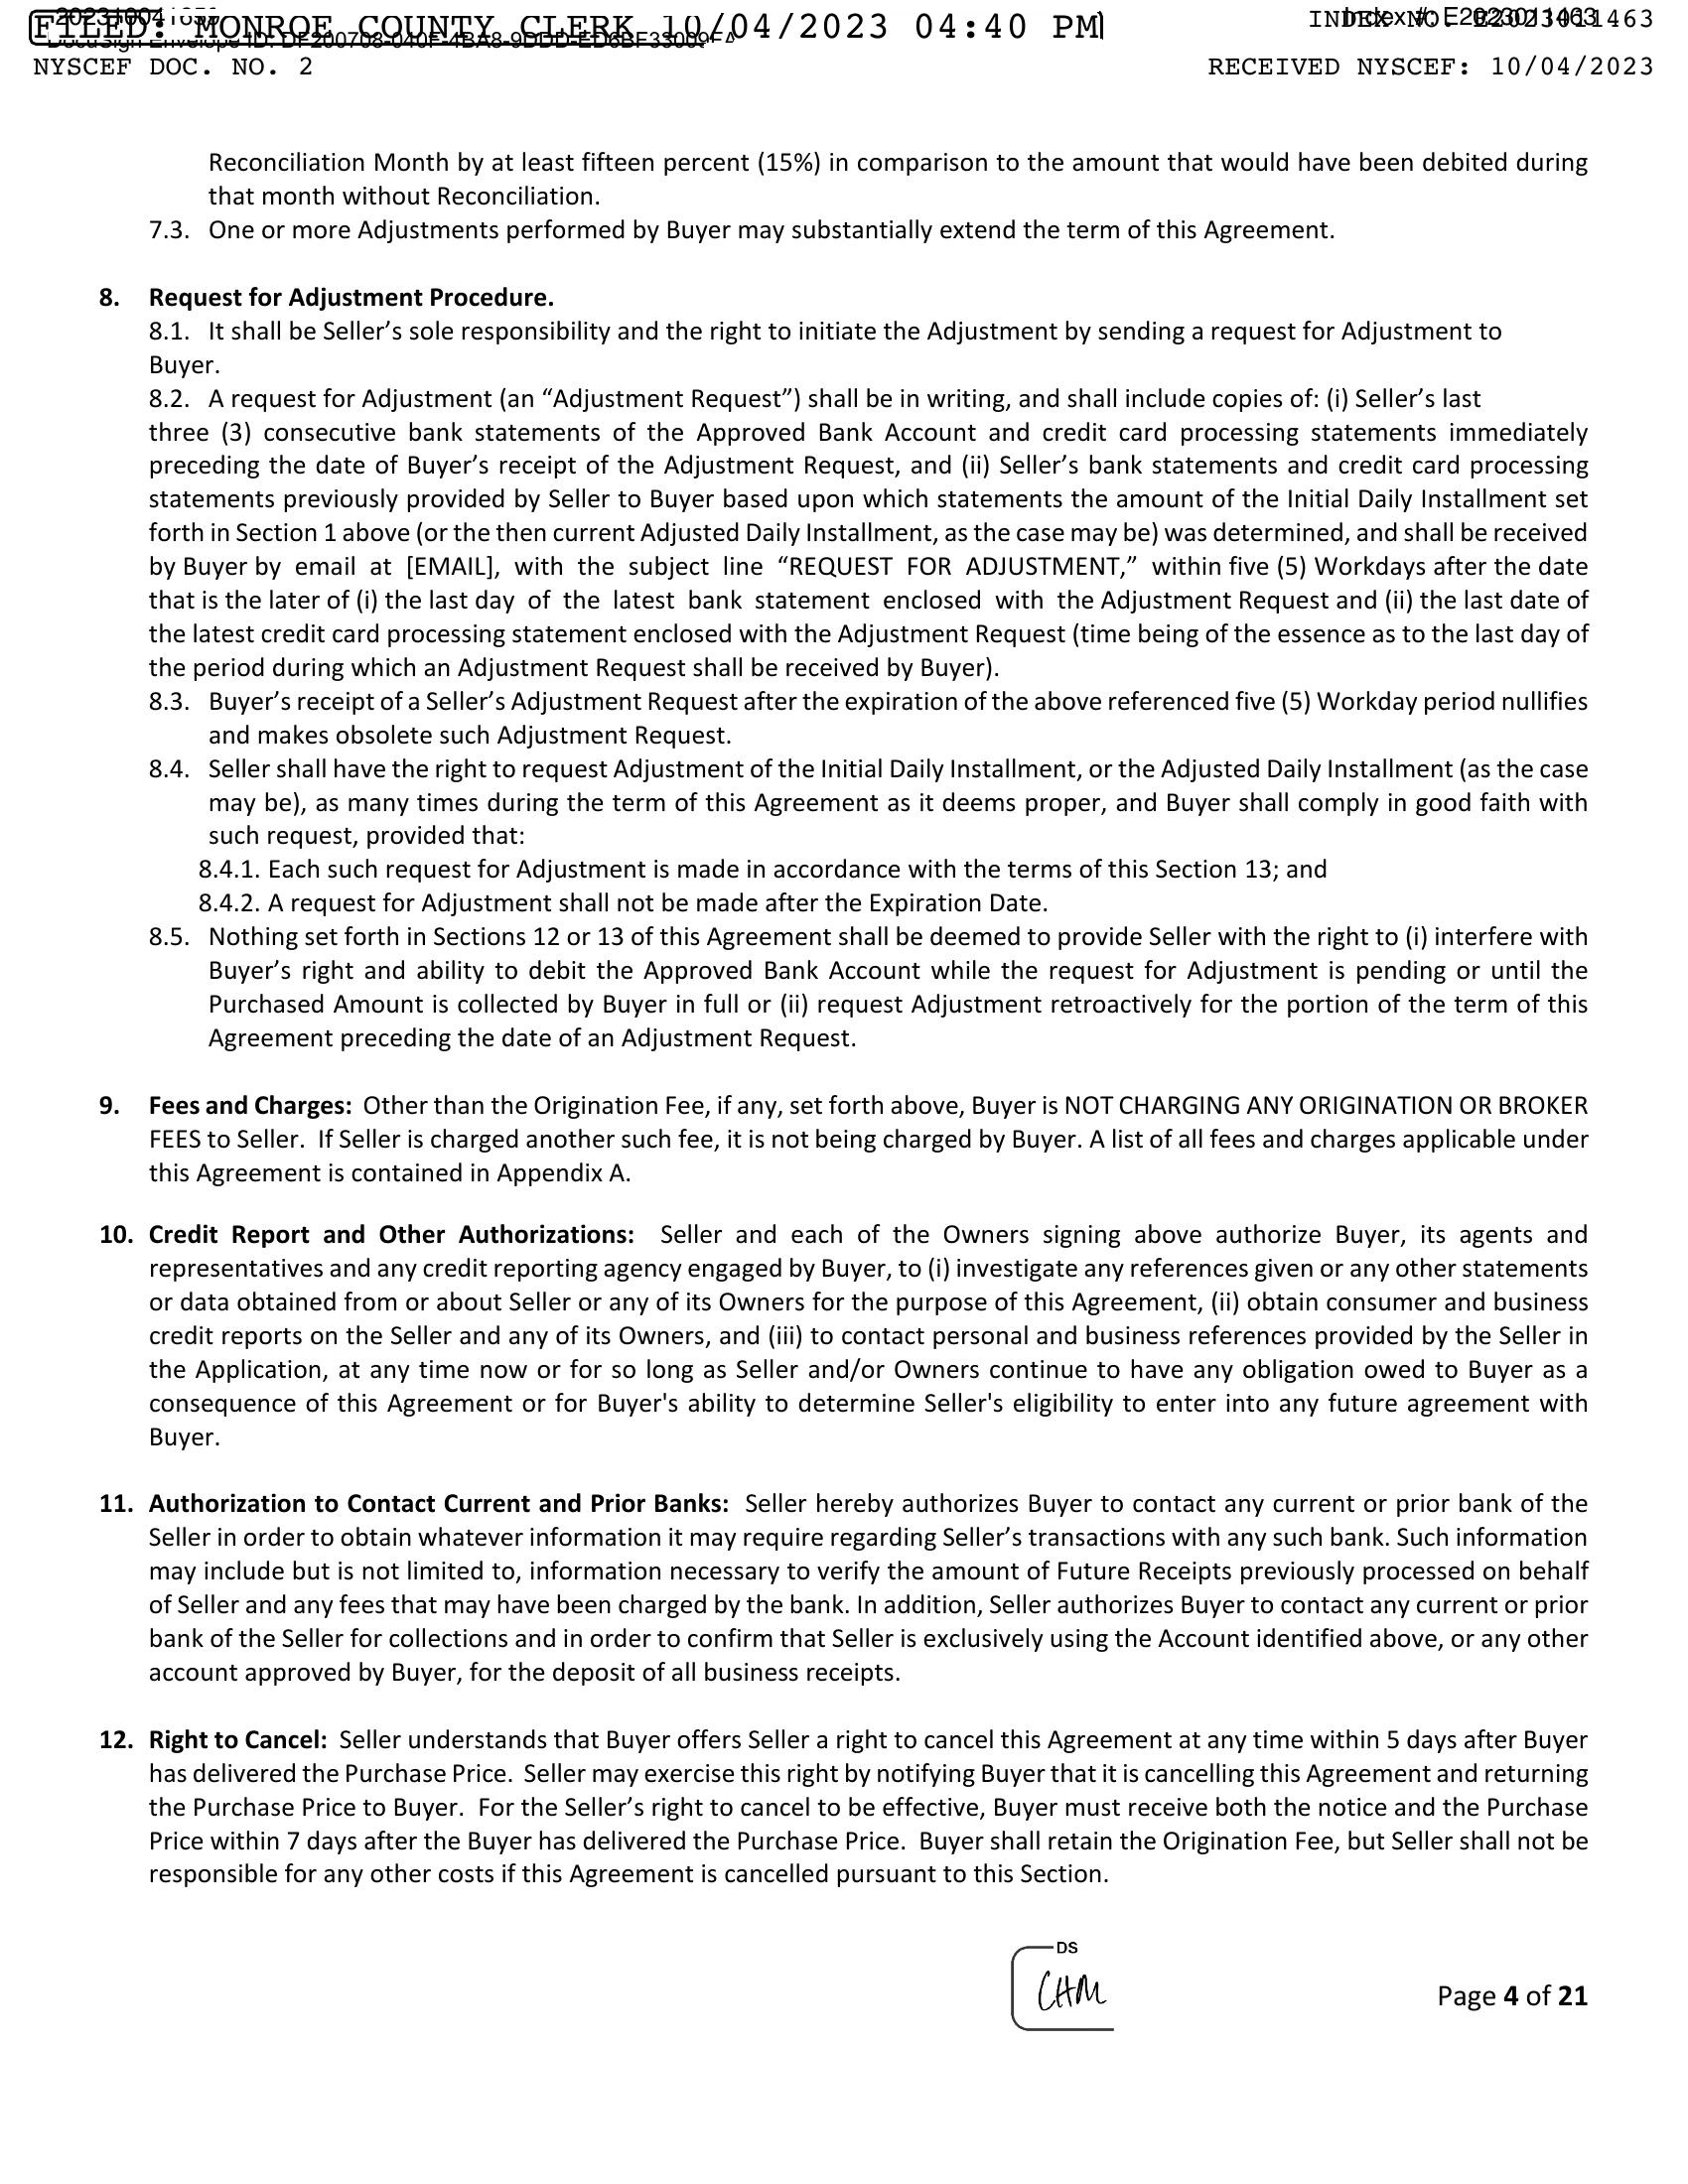 FILED: MONROE COUNTY CLERK 10/04/2023 04:40 PM
NYSCEF DOC. NO. 2
RECEIVED NYSCEF: 10/04/2023
Reconciliation Month by at least fifteen percent (15%) in comparison to the amount that would have been debited during
that month without Reconciliation.
7.3. One or more Adjustments performed by Buyer may substantially extend the term of this Agreement.
8. Request for Adjustment Procedure.
8.1. It shall be Seller’s sole responsibility and the right to initiate the Adjustment by sending a request for Adjustment to
Buyer.
8.2. A request for Adjustment (an “Adjustment Request”) shall be in writing, and shall include copies of: (i) Seller’s last
three (3) consecutive bank statements of the Approved Bank Account and credit card processing statements immediately
preceding the date of Buyer’s receipt of the Adjustment Request, and (ii) Seller’s bank statements and credit card processing
statements previously provided by Seller to Buyer based upon which statements the amount of the Initial Daily Installment set
forth in Section 1 above (or the then current Adjusted Daily Installment, as the case may be) was determined, and shall be received
by Buyer by email at [EMAIL], with the subject line “REQUEST FOR ADJUSTMENT,” within five (5) Workdays after the date
that is the later of (i) the last day of the latest bank statement enclosed with the Adjustment Request and (ii) the last date of
the latest credit card processing statement enclosed with the Adjustment Request (time being of the essence as to the last day of
the period during which an Adjustment Request shall be received by Buyer).
8.3. Buyer’s receipt of a Seller’s Adjustment Request after the expiration of the above referenced five (5) Workday period nullifies
and makes obsolete such Adjustment Request.
8.4. Seller shall have the right to request Adjustment of the Initial Daily Installment, or the Adjusted Daily Installment (as the case
may be), as many times during the term of this Agreement as it deems proper, and Buyer shall comply in good faith with
such request, provided that:
8.4.1. Each such request for Adjustment is made in accordance with the terms of this Section 13; and
8.4.2. A request for Adjustment shall not be made after the Expiration Date.
8.5. Nothing set forth in Sections 12 or 13 of this Agreement shall be deemed to provide Seller with the right to (i) interfere with
Buyer’s right and ability to debit the Approved Bank Account while the request for Adjustment is pending or until the
Purchased Amount is collected by Buyer in full or (ii) request Adjustment retroactively for the portion of the term of this
Agreement preceding the date of an Adjustment Request.
9. Fees and Charges: Other than the Origination Fee, if any, set forth above, Buyer is NOT CHARGING ANY ORIGINATION OR BROKER
FEES to Seller. If Seller is charged another such fee, it is not being charged by Buyer. A list of all fees and charges applicable under
this Agreement is contained in Appendix A.
10. Credit Report and Other Authorizations: Seller and each of the Owners signing above authorize Buyer, its agents and
representatives and any credit reporting agency engaged by Buyer, to (i) investigate any references given or any other statements
or data obtained from or about Seller or any of its Owners for the purpose of this Agreement, (ii) obtain consumer and business
credit reports on the Seller and any of its Owners, and (iii) to contact personal and business references provided by the Seller in
the Application, at any time now or for so long as Seller and/or Owners continue to have any obligation owed to Buyer as a
consequence of this Agreement or for Buyer's ability to determine Seller's eligibility to enter into any future agreement with
Buyer.
11. Authorization to Contact Current and Prior Banks: Seller hereby authorizes Buyer to contact any current or prior bank of the
Seller in order to obtain whatever information it may require regarding Seller’s transactions with any such bank. Such information
may include but is not limited to, information necessary to verify the amount of Future Receipts previously processed on behalf
of Seller and any fees that may have been charged by the bank. In addition, Seller authorizes Buyer to contact any current or prior
bank of the Seller for collections and in order to confirm that Seller is exclusively using the Account identified above, or any other
account approved by Buyer, for the deposit of all business receipts.
12. Right to Cancel: Seller understands that Buyer offers Seller a right to cancel this Agreement at any time within 5 days after Buyer
has delivered the Purchase Price. Seller may exercise this right by notifying Buyer that it is cancelling this Agreement and returning
the Purchase Price to Buyer. For the Seller’s right to cancel to be effective, Buyer must receive both the notice and the Purchase
Price within 7 days after the Buyer has delivered the Purchase Price. Buyer shall retain the Origination Fee, but Seller shall not be
responsible for any other costs if this Agreement is cancelled pursuant to this Section.
DS
CHM
Page 4 of 21